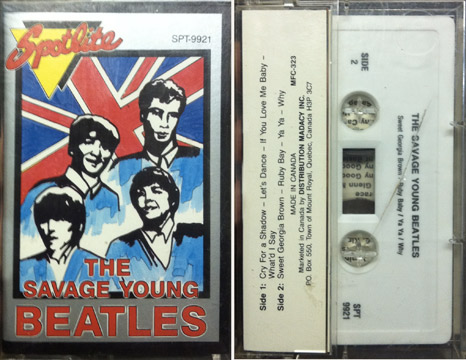 Spotlite
SPT-9921
THE
SAVAGE YOUNG
BEATLES
Side 1: Cry For a Shadow – Let's Dance – If You Love Me Baby –
What'd I Say
Side 2: Sweet Georgia Brown – Ruby Bay – Ya Ya – Why
MADE IN CANADA
Marketed in Canada by DISTRIBUTION MADACY INC.
PO. Box 550, Town of Mount Royal, Quebec, Canada H3P 3C7
MFC-323
SIDE
2
THE SAVAGE YOUNG BEATLES
Sweet Georgia Brown / Ruby Baby / Ya Ya / Why
SPT
9921